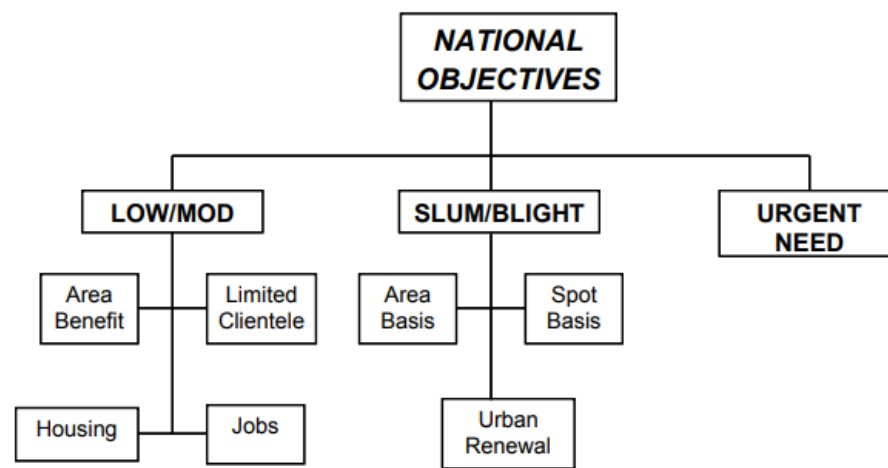 NATIONAL
OBJECTIVES
LOW/MOD
SLUM/BLIGHT
URGENT
NEED
Area
Benefit
Limited
Clientele
Area
Basis
Spot
Basis
Housing
Jobs
Urban
Renewal